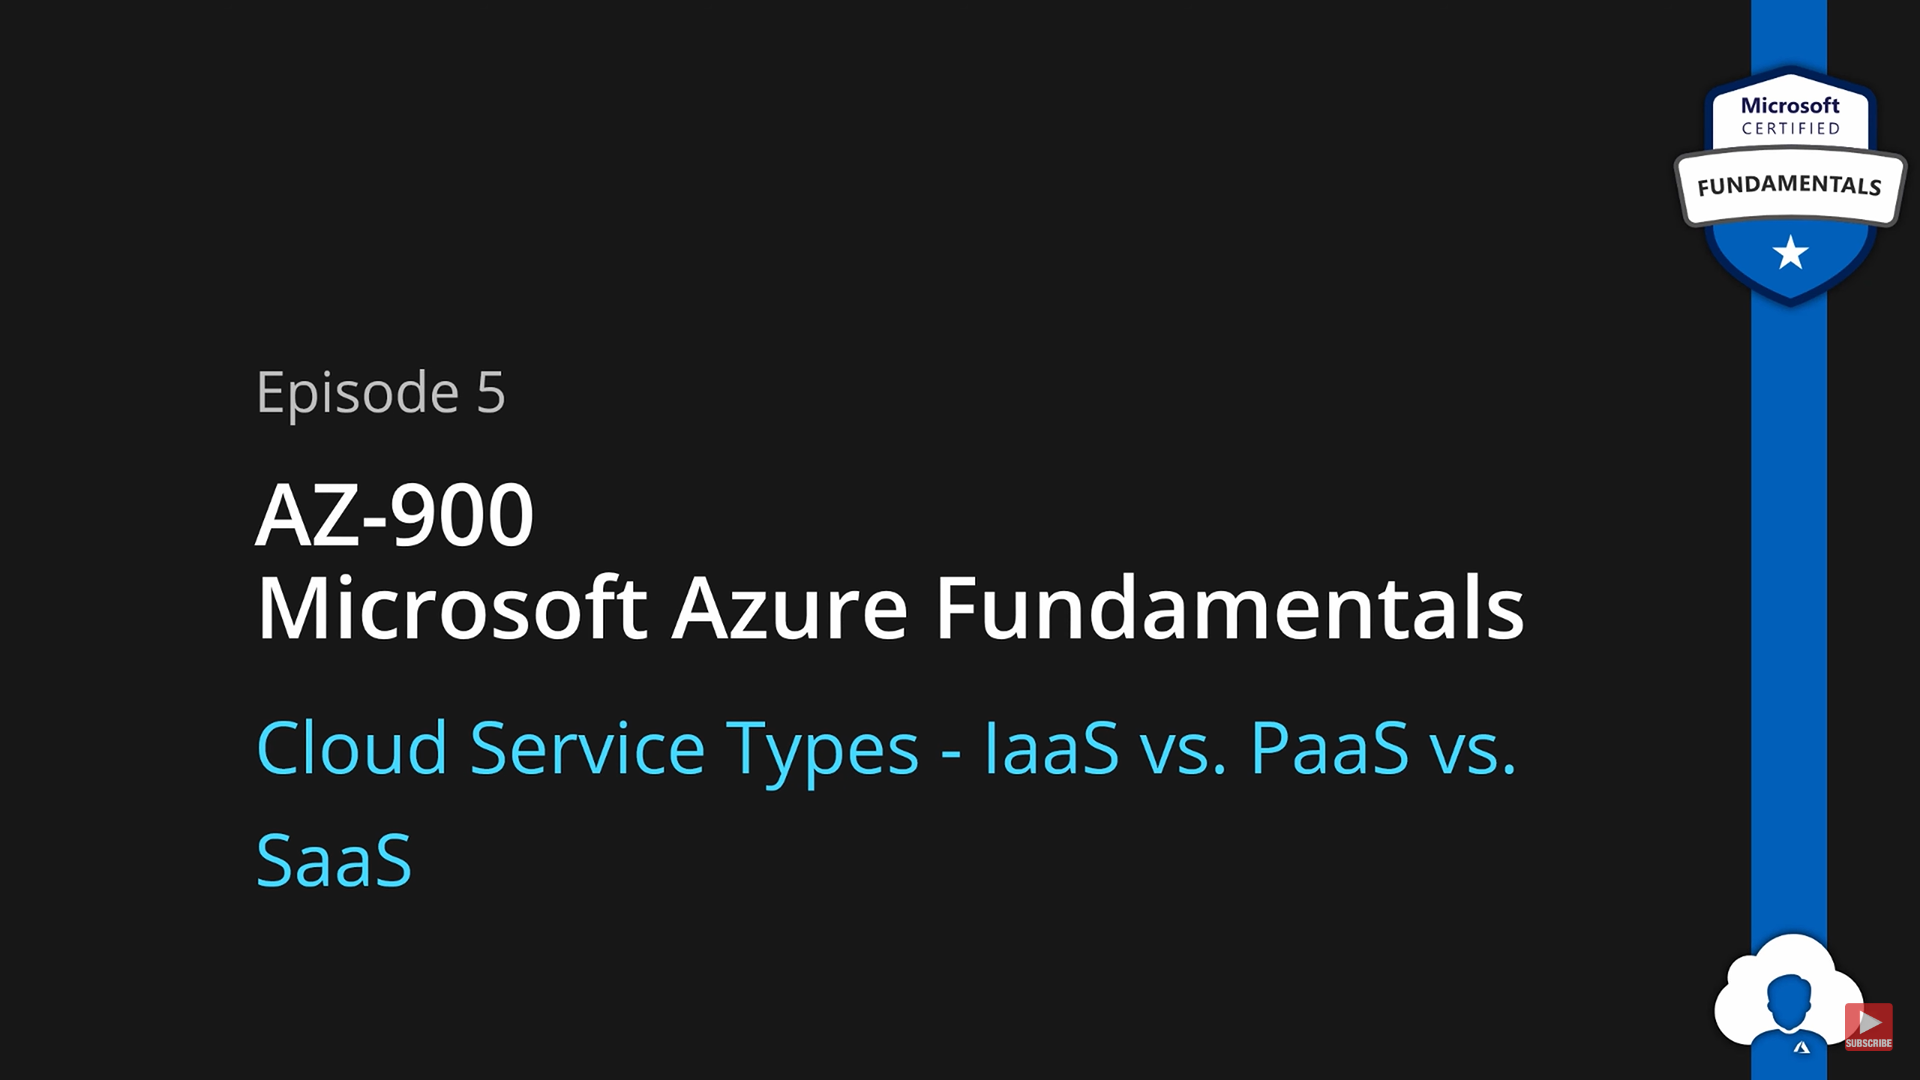 Microsoft
CERTIFIED
FUNDAMENTALS
Episode 5
AZ-900
Microsoft Azure Fundamentals
Cloud Service Types - IaaS vs. PaaS vs.
SaaS
SUBSCRIBE